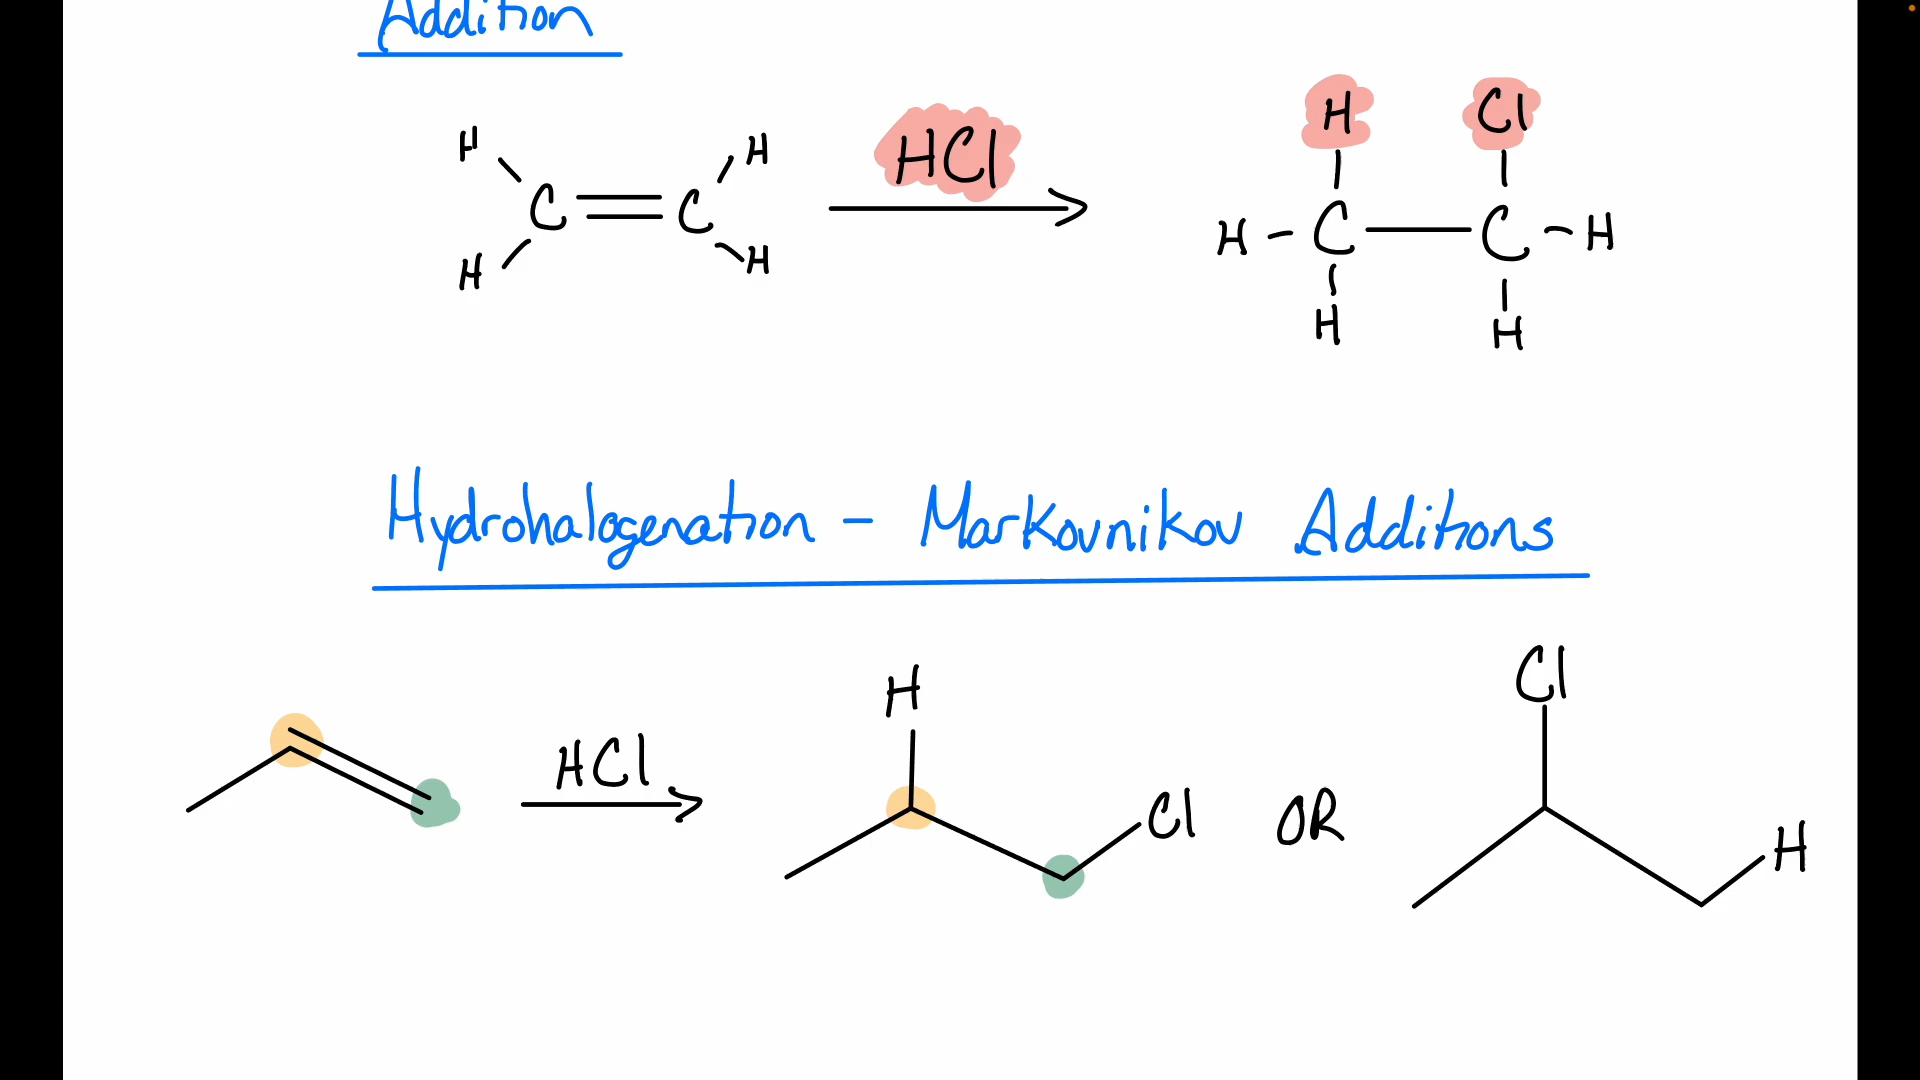 Addition
H H HCl H Cl
C = C H - C — C - H
H H H H
Hydrohalogenation - Markovnikov Additions
H Cl
HCl Cl OR H